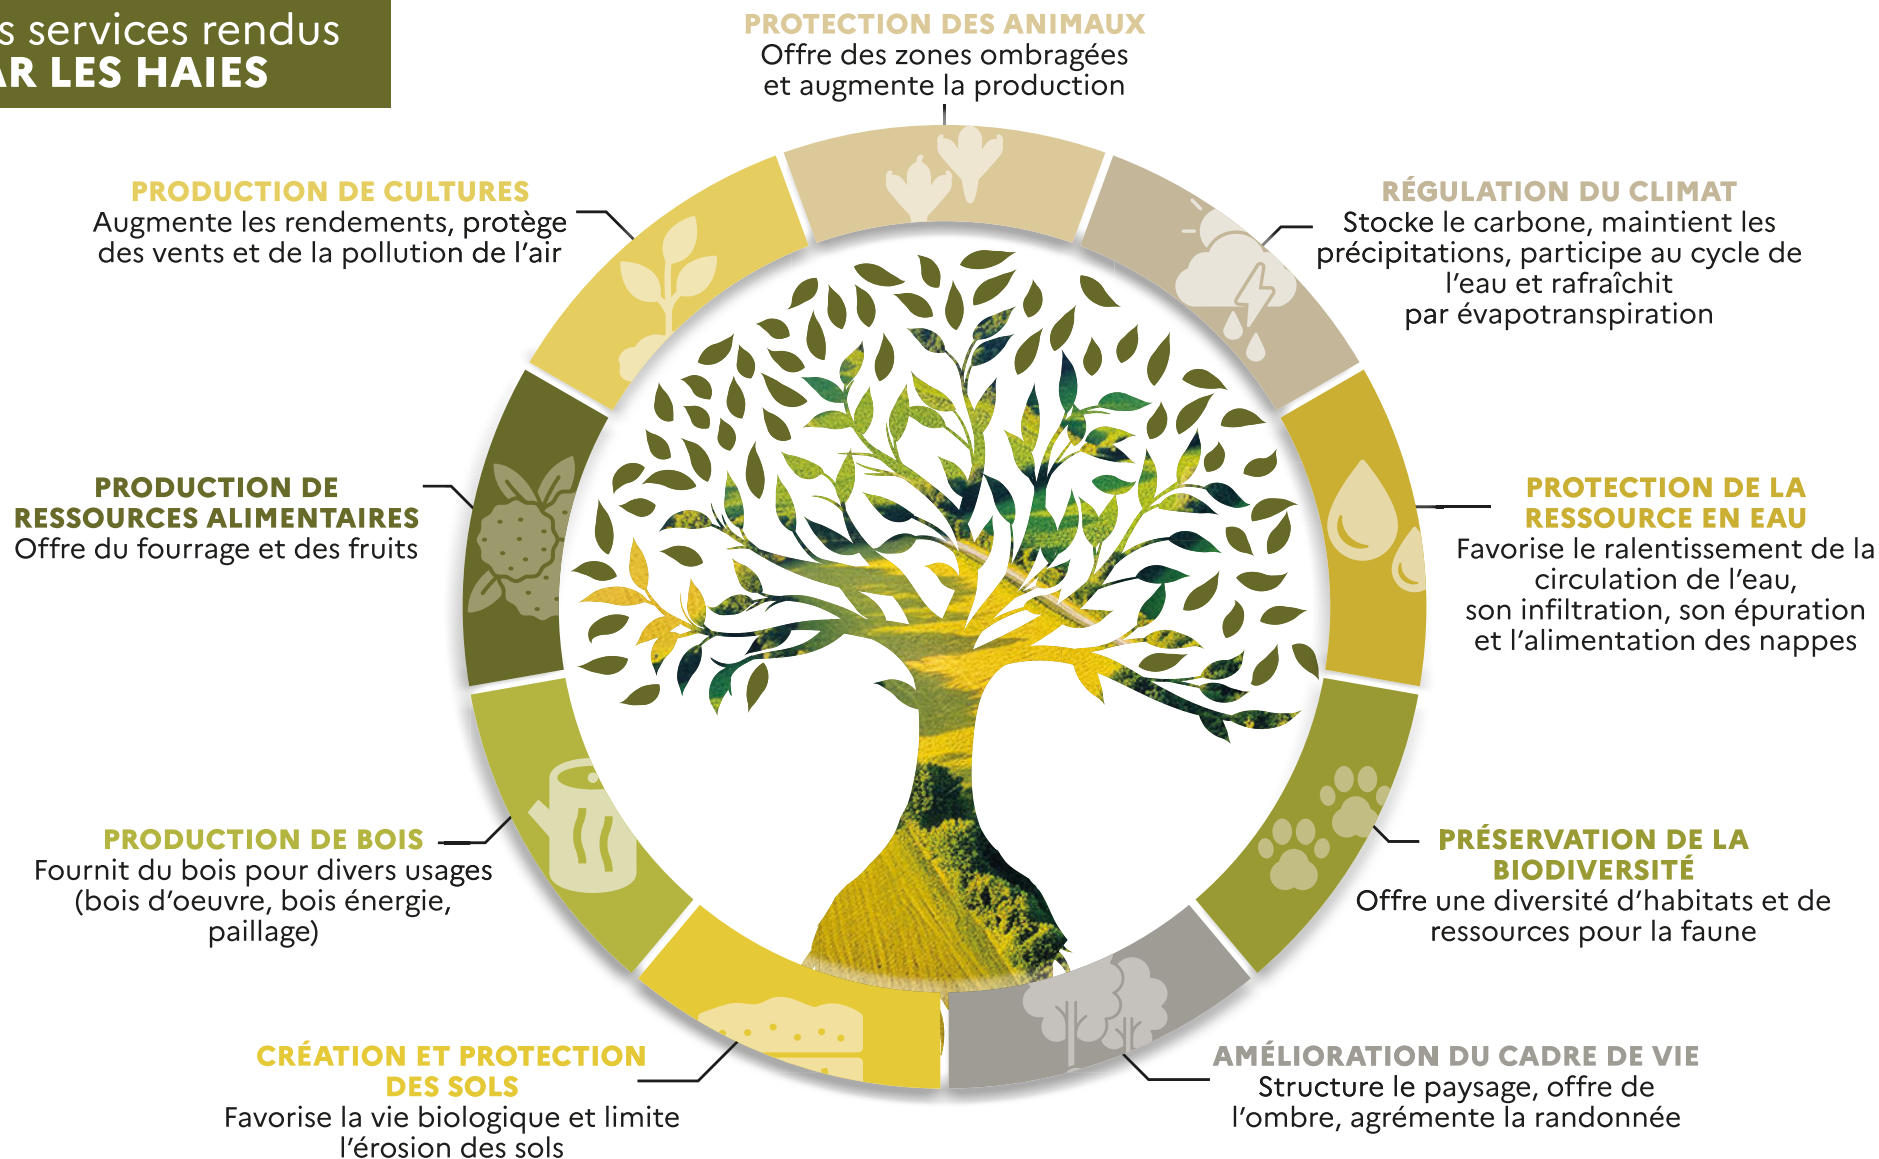 s services rendus
AR LES HAIES
PROTECTION DES ANIMAUX
Offre des zones ombragées
et augmente la production
RÉGULATION DU CLIMAT
Stocke le carbone, maintient les
précipitations, participe au cycle de
l’eau et rafraîchit
par évapotranspiration
PROTECTION DE LA
RESSOURCE EN EAU
Favorise le ralentissement de la
circulation de l’eau,
son infiltration, son épuration
et l’alimentation des nappes
PRÉSERVATION DE LA
BIODIVERSITÉ
Offre une diversité d’habitats et de
ressources pour la faune
AMÉLIORATION DU CADRE DE VIE
Structure le paysage, offre de
l’ombre, agrémente la randonnée
CRÉATION ET PROTECTION
DES SOLS
Favorise la vie biologique et limite
l’érosion des sols
PRODUCTION DE BOIS
Fournit du bois pour divers usages
(bois d’oeuvre, bois énergie,
paillage)
PRODUCTION DE
RESSOURCES ALIMENTAIRES
Offre du fourrage et des fruits
PRODUCTION DE CULTURES
Augmente les rendements, protège
des vents et de la pollution de l’air